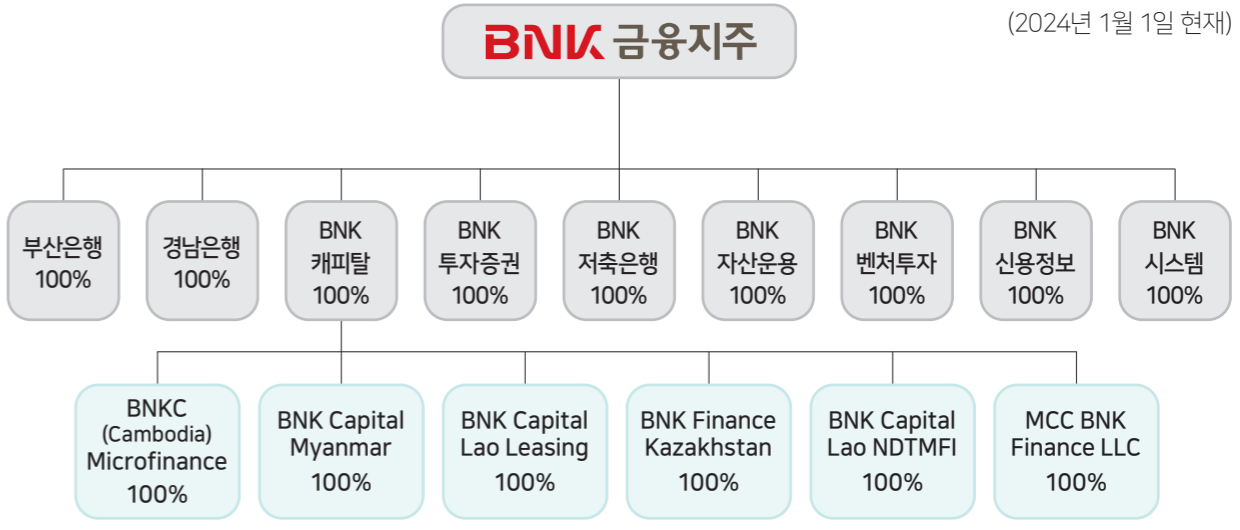 BNK 금융지주
(2024년 1월 1일 현재)
부산은행
100%
경남은행
100%
BNK
캐피탈
100%
BNK
투자증권
100%
BNK
저축은행
100%
BNK
자산운용
100%
BNK
벤처투자
100%
BNK
신용정보
100%
BNK
시스템
100%
BNKC
(Cambodia)
Microfinance
100%
BNK Capital
Myanmar
100%
BNK Capital
Lao Leasing
100%
BNK Finance
Kazakhstan
100%
BNK Capital
Lao NDTMFI
100%
MCC BNK
Finance LLC
100%